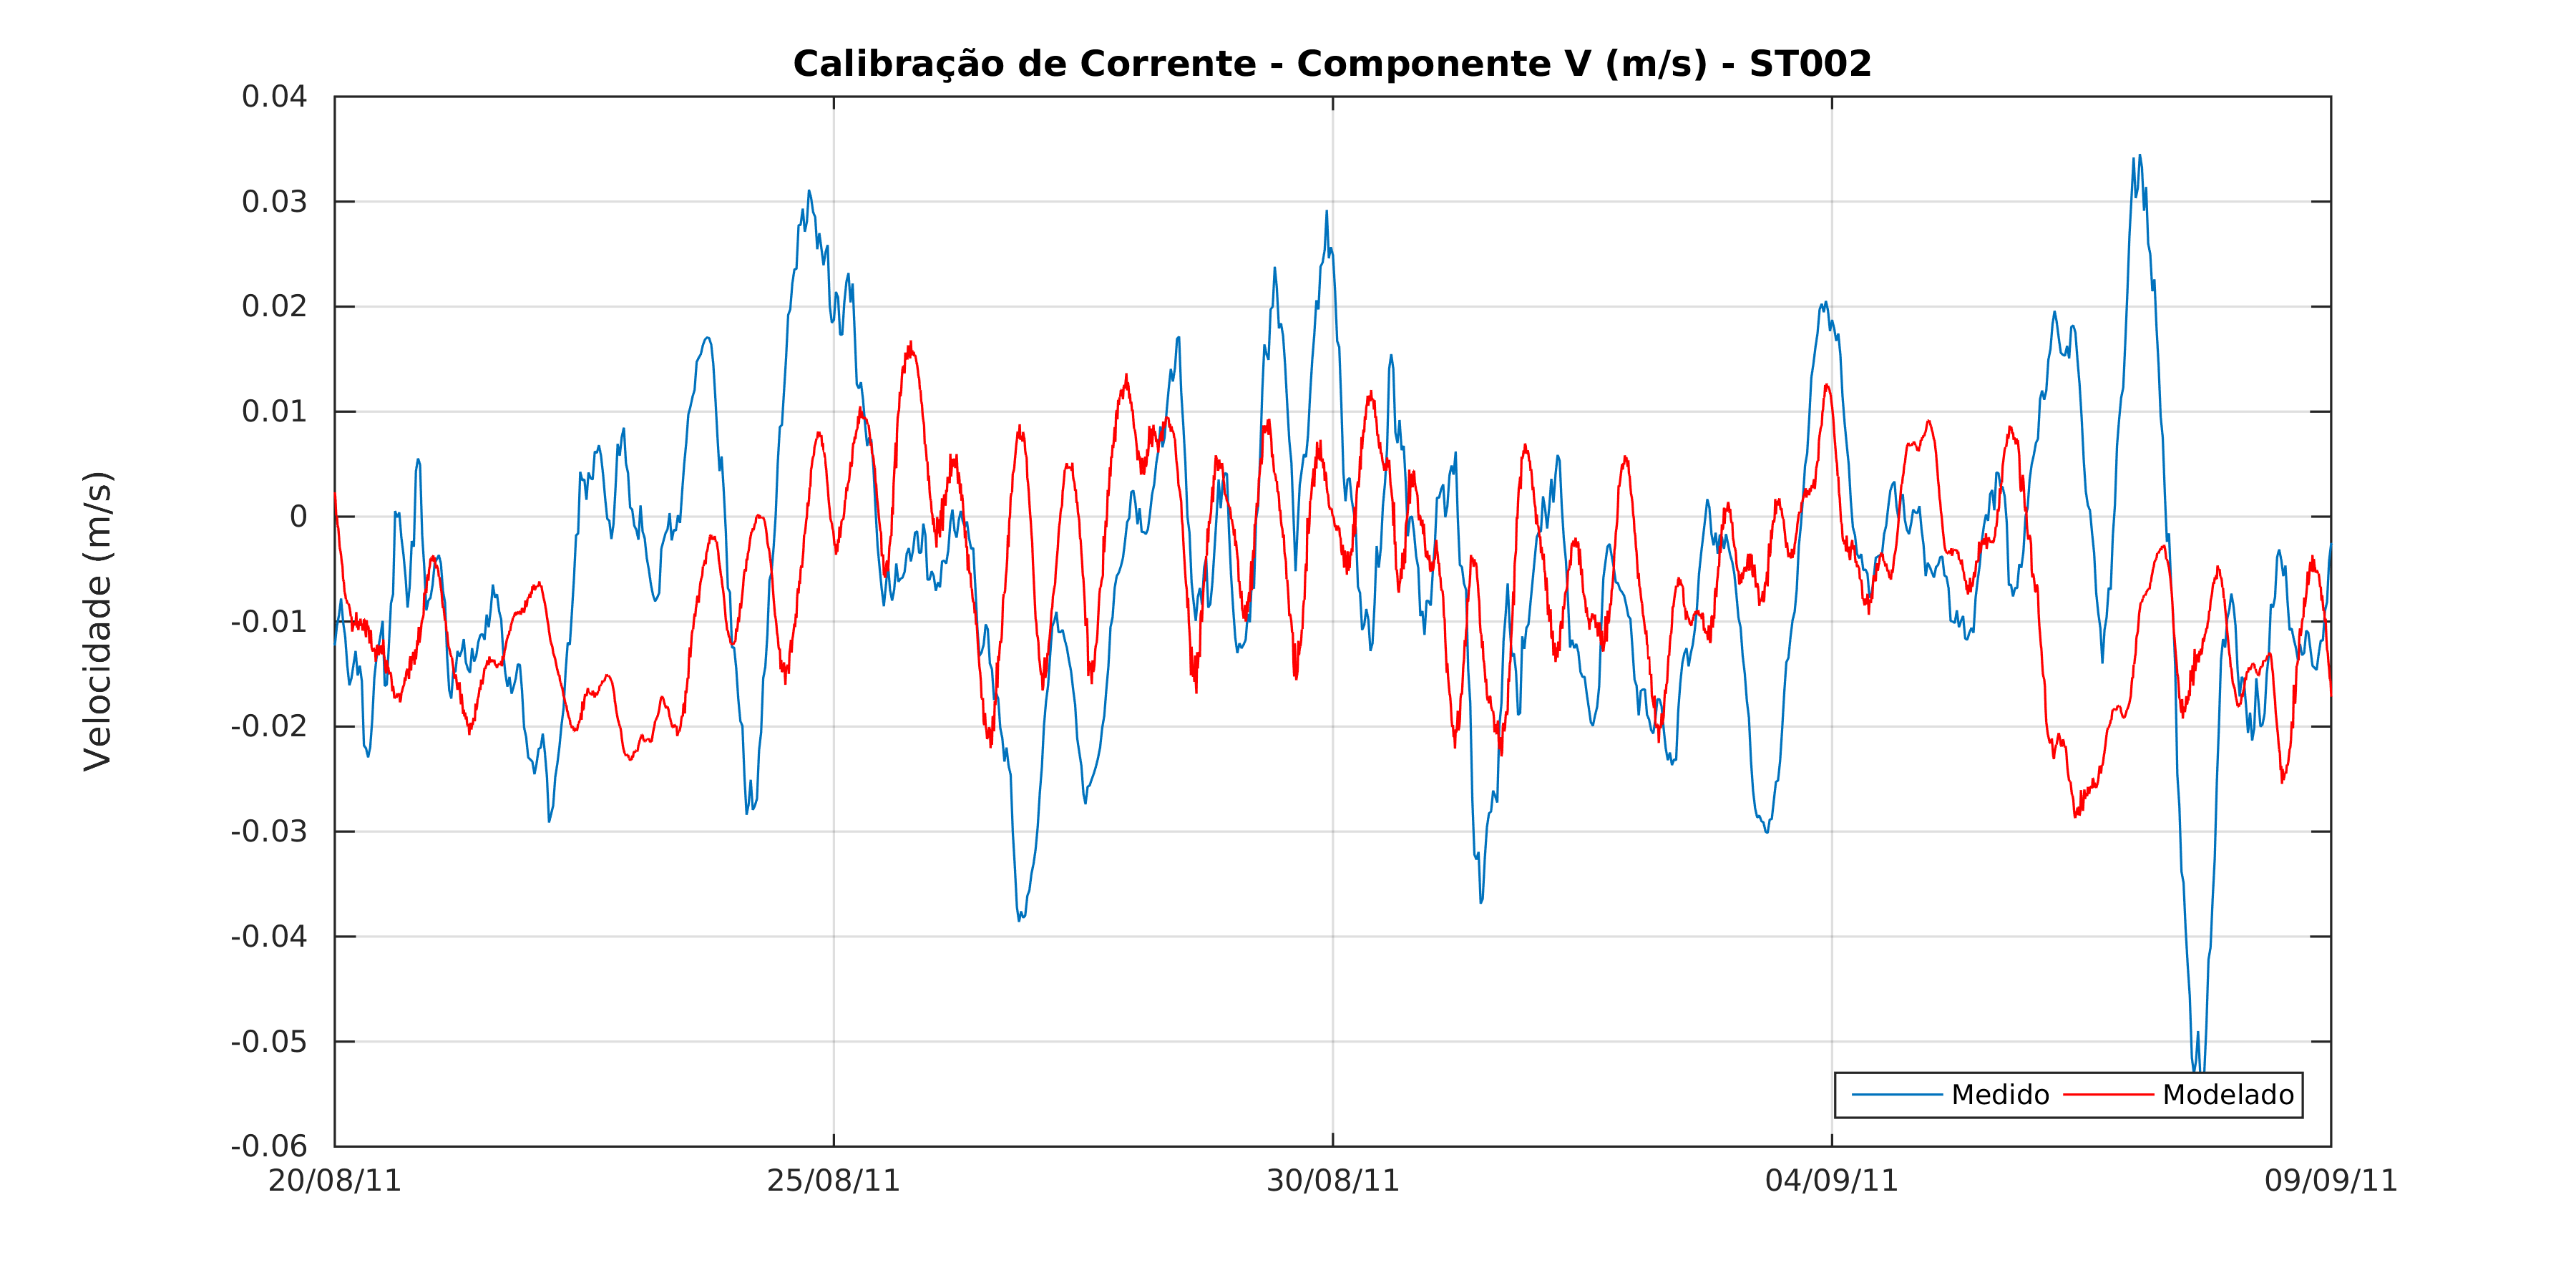 Calibração de Corrente - Componente V (m/s) - ST002
Velocidade (m/s)
0.04
0.03
0.02
0.01
0
-0.01
-0.02
-0.03
-0.04
-0.05
-0.06
Medido Modelado
20/08/11 25/08/11 30/08/11 04/09/11 09/09/11